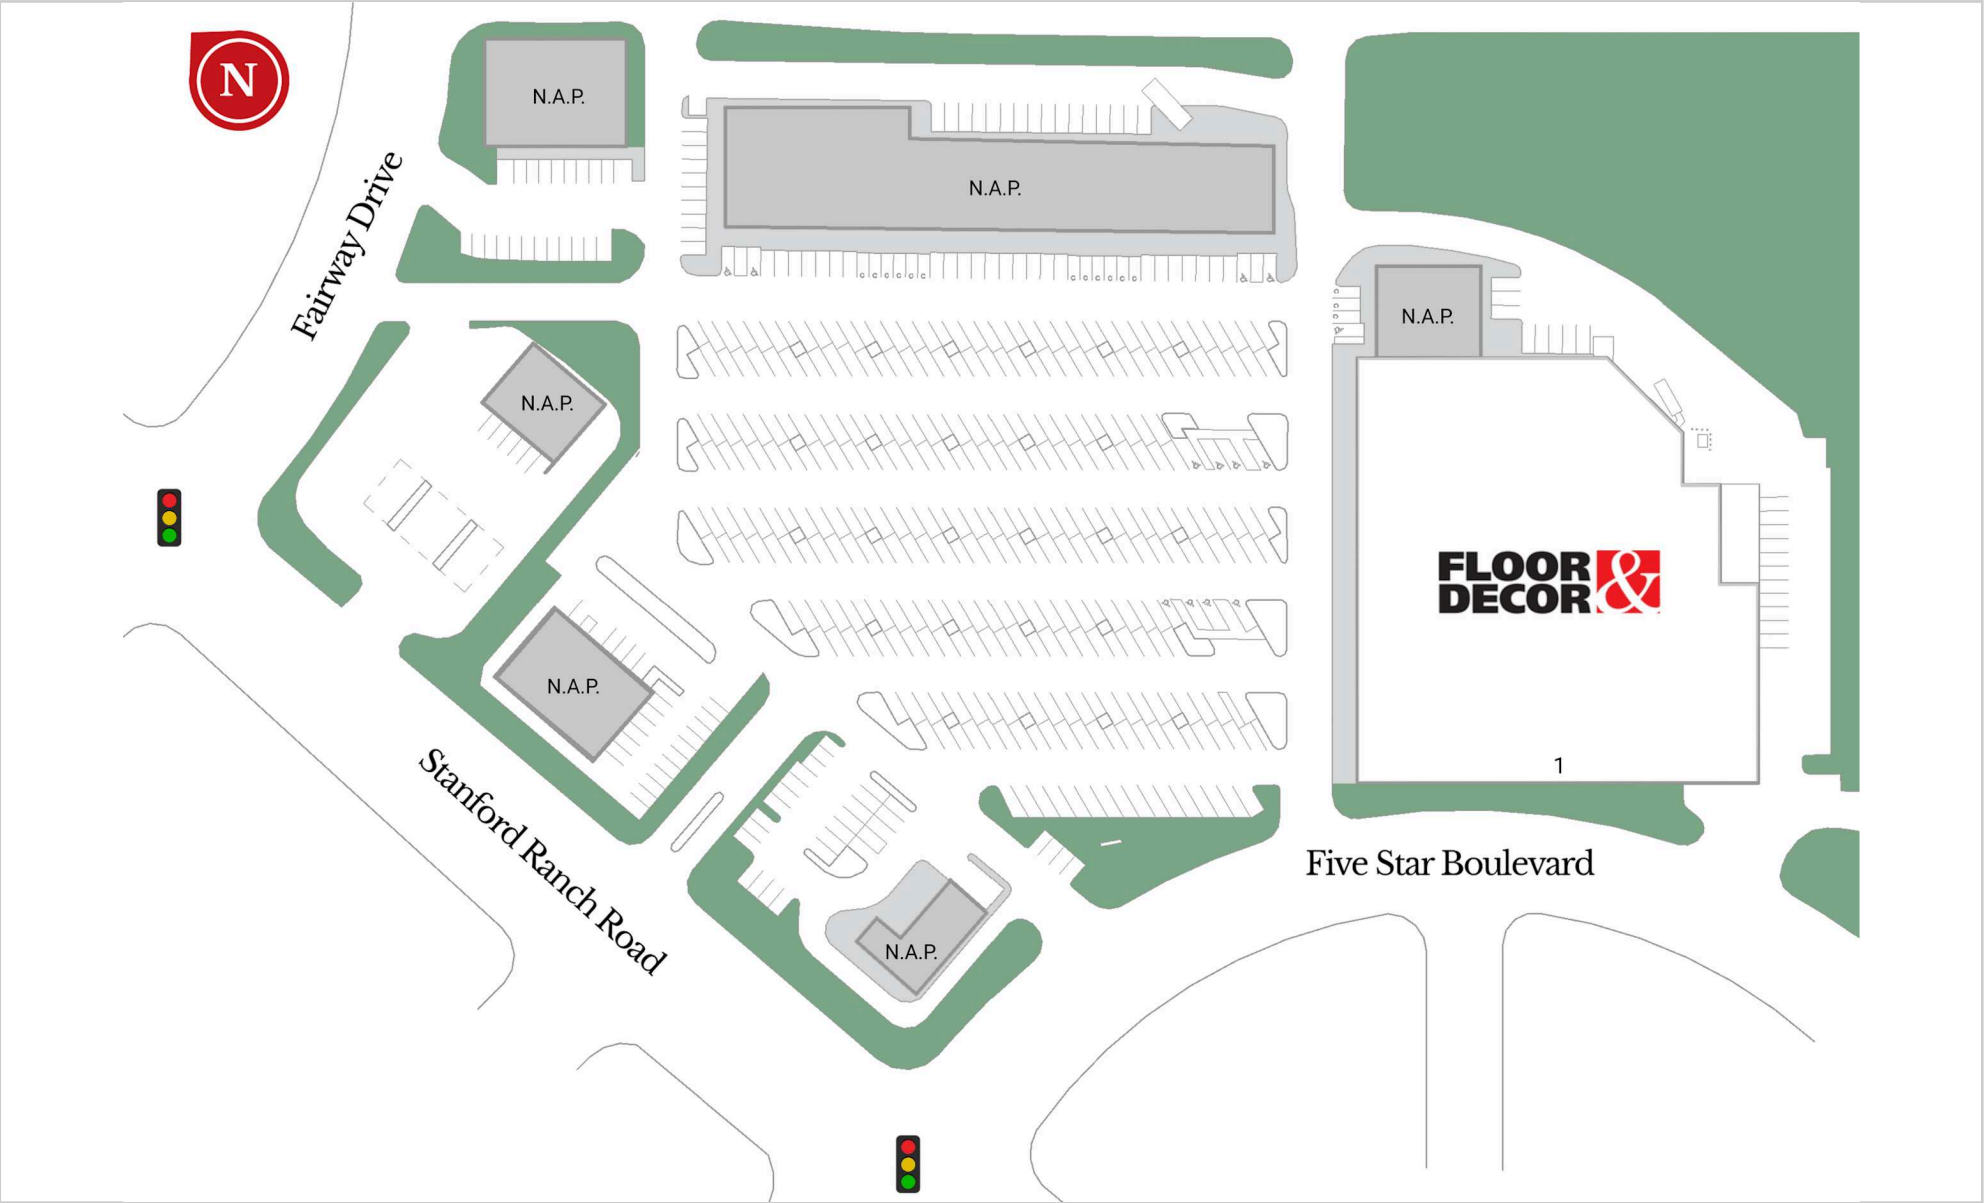 N
N.A.P.
N.A.P.
Fairway Drive
N.A.P.
N.A.P.
FLOOR
DECOR &
N.A.P.
1
Stanford Ranch Road
Five Star Boulevard
N.A.P.